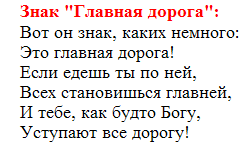 Знак "Главная дорога":
Вот он знак, каких немного:
Это главная дорога!
Если едешь ты по ней,
Всех становишься главней,
И тебе, как будто Богу,
Уступают все дорогу!